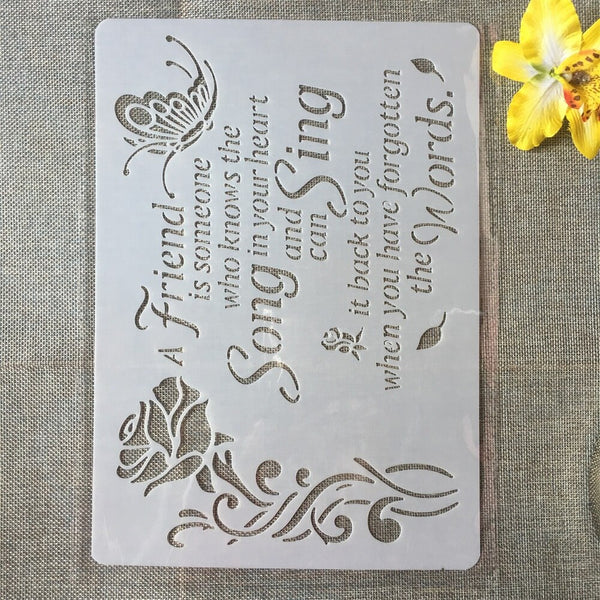 A Friend
is someone
who knows the
Song in your heart
and
can Sing
it back to you
when you have forgotten
the Words.